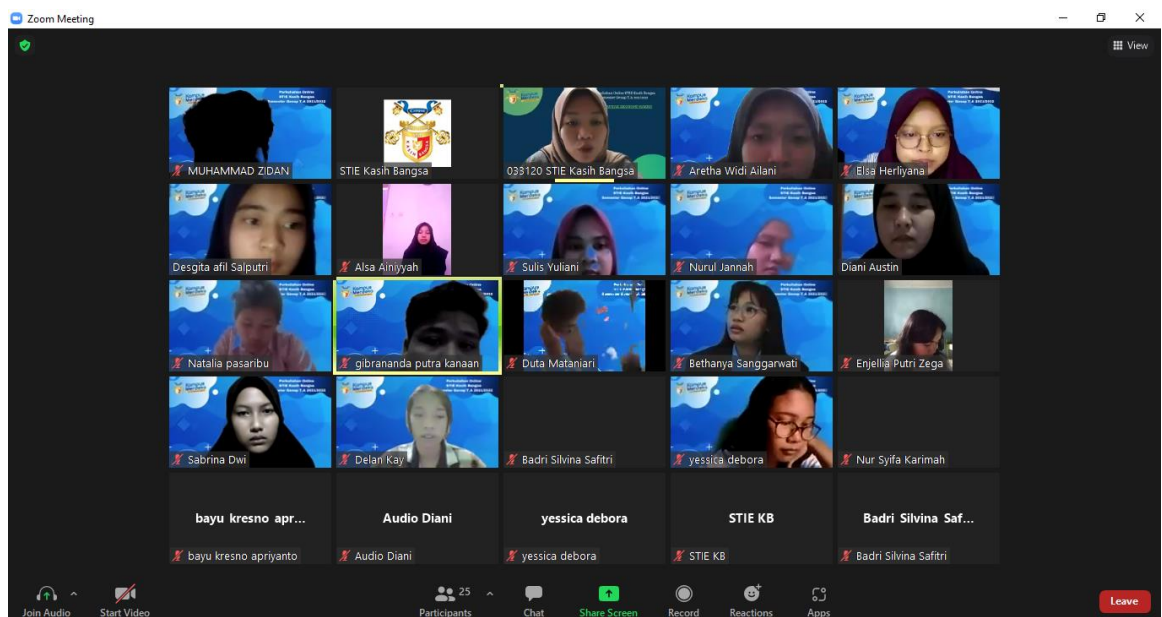 Zoom Meeting
View
MUHAMMAD ZIDAN
STIE Kasih Bangsa
033120 STIE Kasih Bangsa
Aretha Widi Ailani
Elsa Herliyana
Desgita afil Salputri
Alsa Ainiyyah
Sulis Yuliani
Nurul Jannah
Diani Austin
Natalia pasaribu
gibrananda putra kanaan
Duta Mataniari
Bethanya Sanggarwati
Enjellia Putri Zega
Sabrina Dwi
Delan Kay
Badri Silvina Safitri
yessica debora
Nur Syifa Karimah
bayu kresno apr...
Audio Diani
yessica debora
STIE KB
Badri Silvina Saf...
bayu kresno apriyanto
Audio Diani
yessica debora
STIE KB
Badri Silvina Safitri
Join Audio
Start Video
25
Participants
Chat
Share Screen
Record
Reactions
Apps
Leave